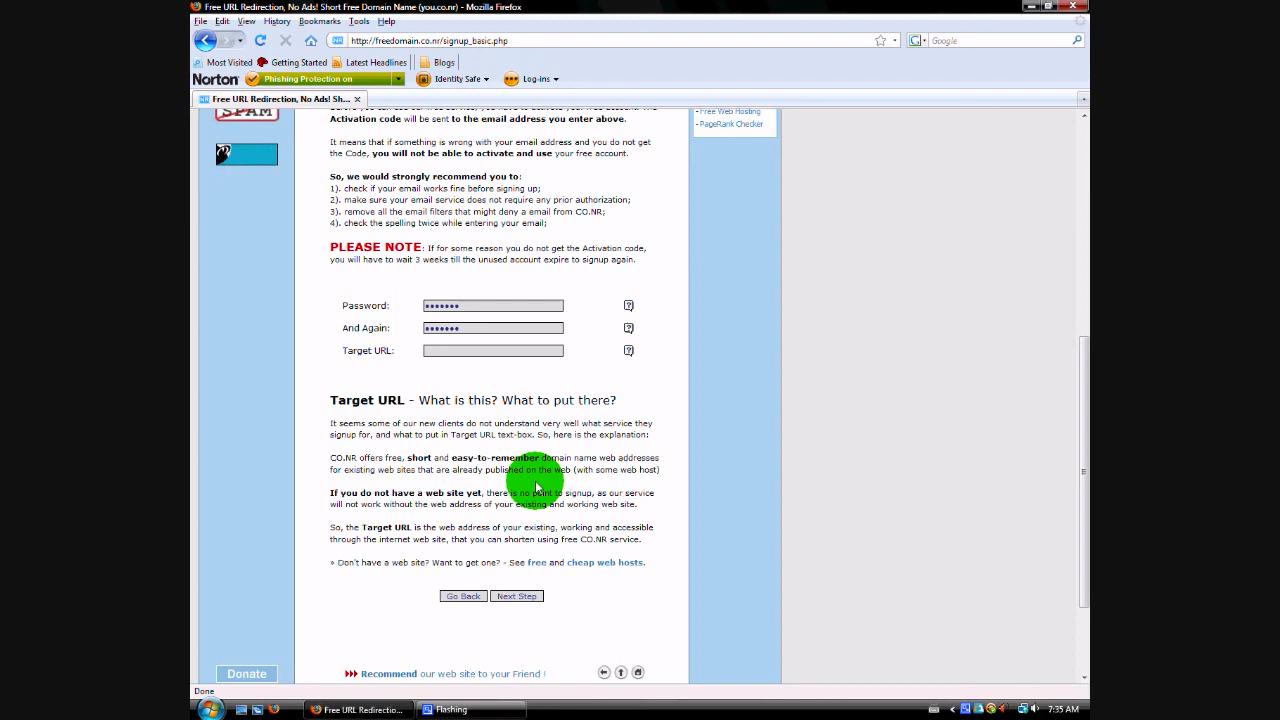 Free URL Redirection, No Ads! Short Free Domain Name (you.co.nr) - Mozilla Firefox
File Edit View History Bookmarks Tools Help
http://freedomain.co.nr/signup_basic.php
Google
Most Visited Getting Started Latest Headlines Blogs
Norton Phishing Protection on Identity Safe Log-ins
Free URL Redirection, No Ads! Sh...
SPAM
- Free Web Hosting
- PageRank Checker
Activation code will be sent to the email address you enter above.
It means that if something is wrong with your email address and you do not get
the Code, you will not be able to activate and use your free account.
So, we would strongly recommend you to:
1). check if your email works fine before signing up;
2). make sure your email service does not require any prior authorization;
3). remove all the email filters that might deny a email from CO.NR;
4). check the spelling twice while entering your email;
PLEASE NOTE: If for some reason you do not get the Activation code,
you will have to wait 3 weeks till the unused account expire to signup again.
Password: •••••••
And Again: •••••••
Target URL:
Target URL - What is this? What to put there?
It seems some of our new clients do not understand very well what service they
signup for, and what to put in Target URL text-box. So, here is the explanation:
CO.NR offers free, short and easy-to-remember domain name web addresses
for existing web sites that are already published on the web (with some web host)
If you do not have a web site yet, there is no point to signup, as our service
will not work without the web address of your existing and working web site.
So, the Target URL is the web address of your existing, working and accessible
through the internet web site, that you can shorten using free CO.NR service.
» Don't have a web site? Want to get one? - See free and cheap web hosts.
Go Back Next Step
Donate
Recommend our web site to your Friend !
Done
Free URL Redirectio... Flashing 7:35 AM